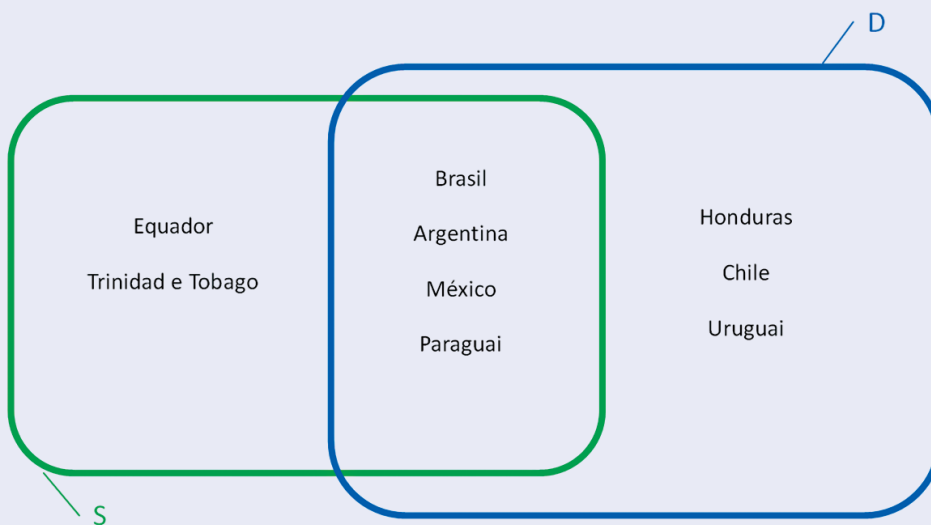 D
Equador
Trinidad e Tobago
Brasil
Argentina
México
Paraguai
Honduras
Chile
Uruguai
S